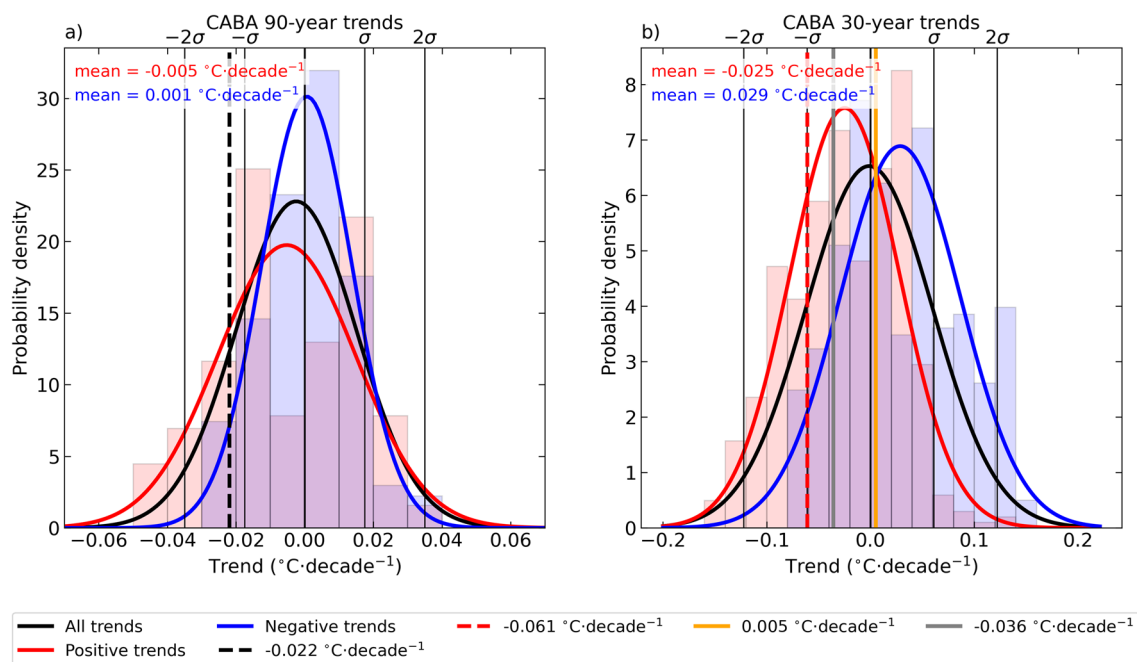 CABA 90-year trends
a)
−2σ −σ σ 2σ
mean = -0.005 °C·decade⁻¹
mean = 0.001 °C·decade⁻¹
Probability density
30
25
20
15
10
5
0
−0.06 −0.04 −0.02 0.00 0.02 0.04 0.06
Trend (°C·decade⁻¹)
CABA 30-year trends
b)
−2σ −σ σ 2σ
mean = -0.025 °C·decade⁻¹
mean = 0.029 °C·decade⁻¹
Probability density
8
7
6
5
4
3
2
1
0
−0.2 −0.1 0.0 0.1 0.2
Trend (°C·decade⁻¹)
All trends Negative trends -0.061 °C·decade⁻¹ 0.005 °C·decade⁻¹ -0.036 °C·decade⁻¹
Positive trends -0.022 °C·decade⁻¹